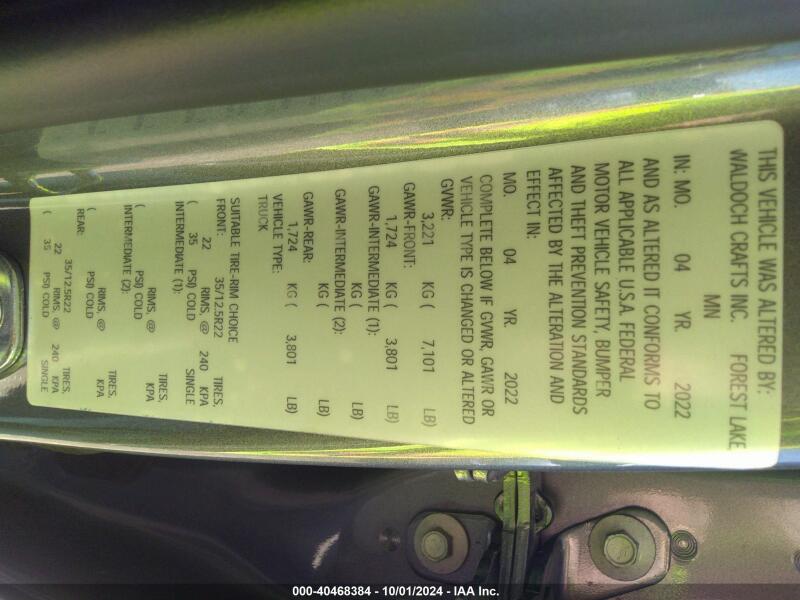 THIS VEHICLE WAS ALTERED BY:
WALDOCH CRAFTS INC. FOREST LAKE
MN
IN: MO. 04 YR. 2022
AND AS ALTERED IT CONFORMS TO
ALL APPLICABLE U.S.A. FEDERAL
MOTOR VEHICLE SAFETY, BUMPER
AND THEFT PREVENTION STANDARDS
AFFECTED BY THE ALTERATION AND
EFFECT IN:
MO. 04 YR. 2022
COMPLETE BELOW IF GVWR, GAWR OR
VEHICLE TYPE IS CHANGED OR ALTERED
GVWR:
3,221 KG ( 7,101 LB)
GAWR-FRONT:
1,724 KG ( 3,801 LB)
GAWR-INTERMEDIATE (1):
KG ( LB)
GAWR-INTERMEDIATE (2):
KG ( LB)
GAWR-REAR:
1,724 KG ( 3,801 LB)
VEHICLE TYPE:
TRUCK
SUITABLE TIRE-RIM CHOICE
FRONT: 35/12.5R22 TIRES,
22 RIMS, @ 240 KPA
( 35 PSI) COLD SINGLE
INTERMEDIATE (1):
TIRES,
RIMS, @ KPA
( PSI) COLD
INTERMEDIATE (2):
TIRES,
RIMS, @ KPA
( PSI) COLD
REAR: 35/12.5R22 TIRES,
22 RIMS, @ 240 KPA
( 35 PSI) COLD SINGLE
000-40468384 - 10/01/2024 - IAA Inc.